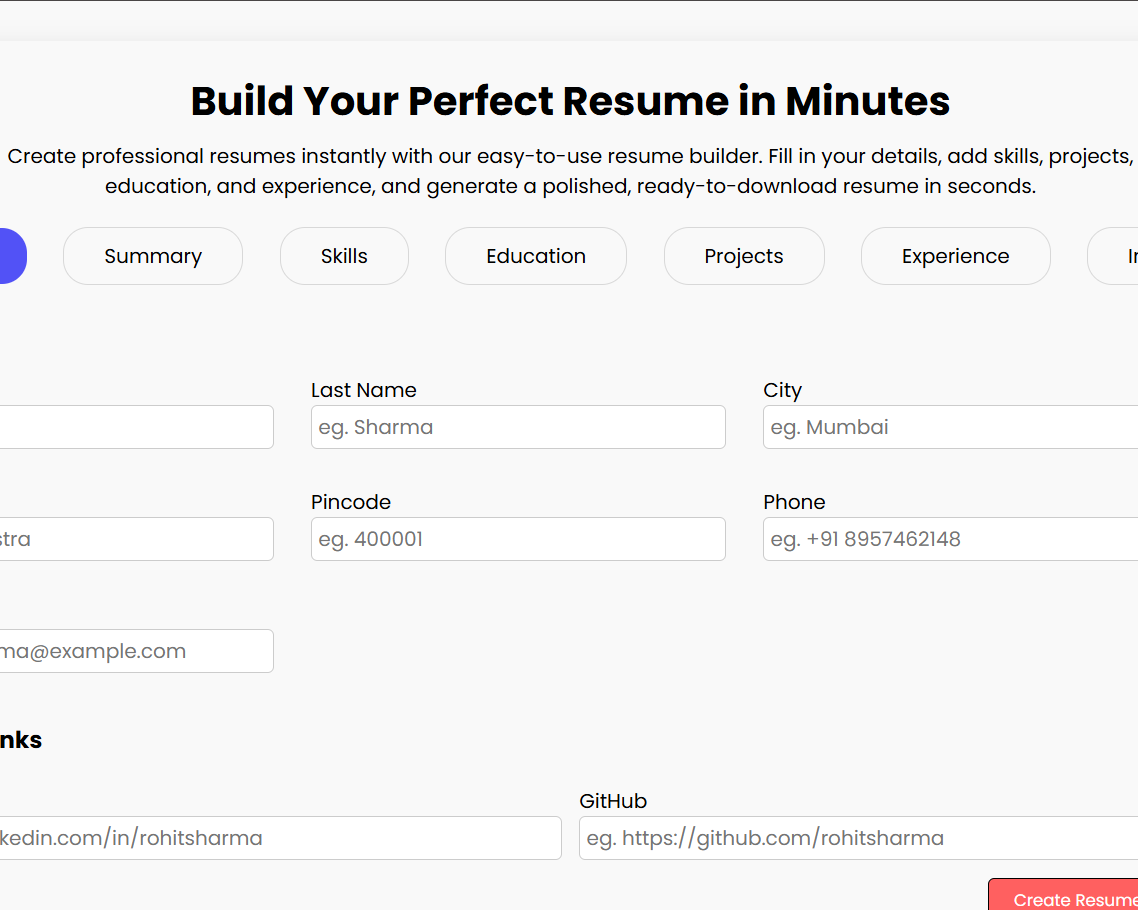 Build Your Perfect Resume in Minutes
Create professional resumes instantly with our easy-to-use resume builder. Fill in your details, add skills, projects,
education, and experience, and generate a polished, ready-to-download resume in seconds.
Summary Skills Education Projects Experience
Last Name City
eg. Sharma eg. Mumbai
Pincode Phone
stra eg. 400001 eg. +91 8957462148
ma@example.com
nks
GitHub
kedin.com/in/rohitsharma eg. https://github.com/rohitsharma
Create Resume